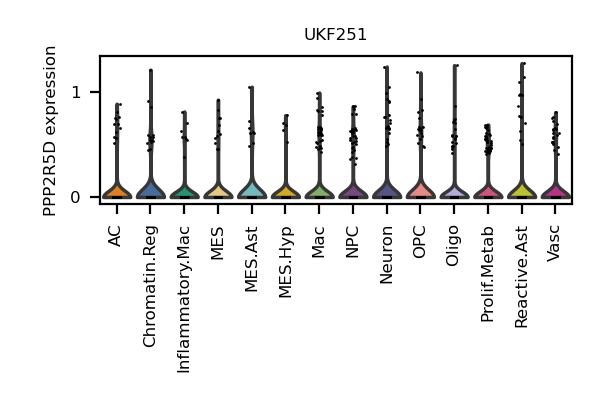 UKF251
PPP2R5D expression
1
0
AC
Chromatin.Reg
Inflammatory.Mac
MES
MES.Ast
MES.Hyp
Mac
NPC
Neuron
OPC
Oligo
Prolif.Metab
Reactive.Ast
Vasc